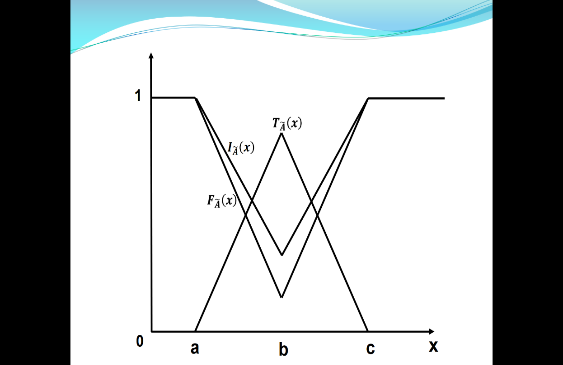 1
T_Ã(x)
I_Ã(x)
F_Ã(x)
0
a b c x